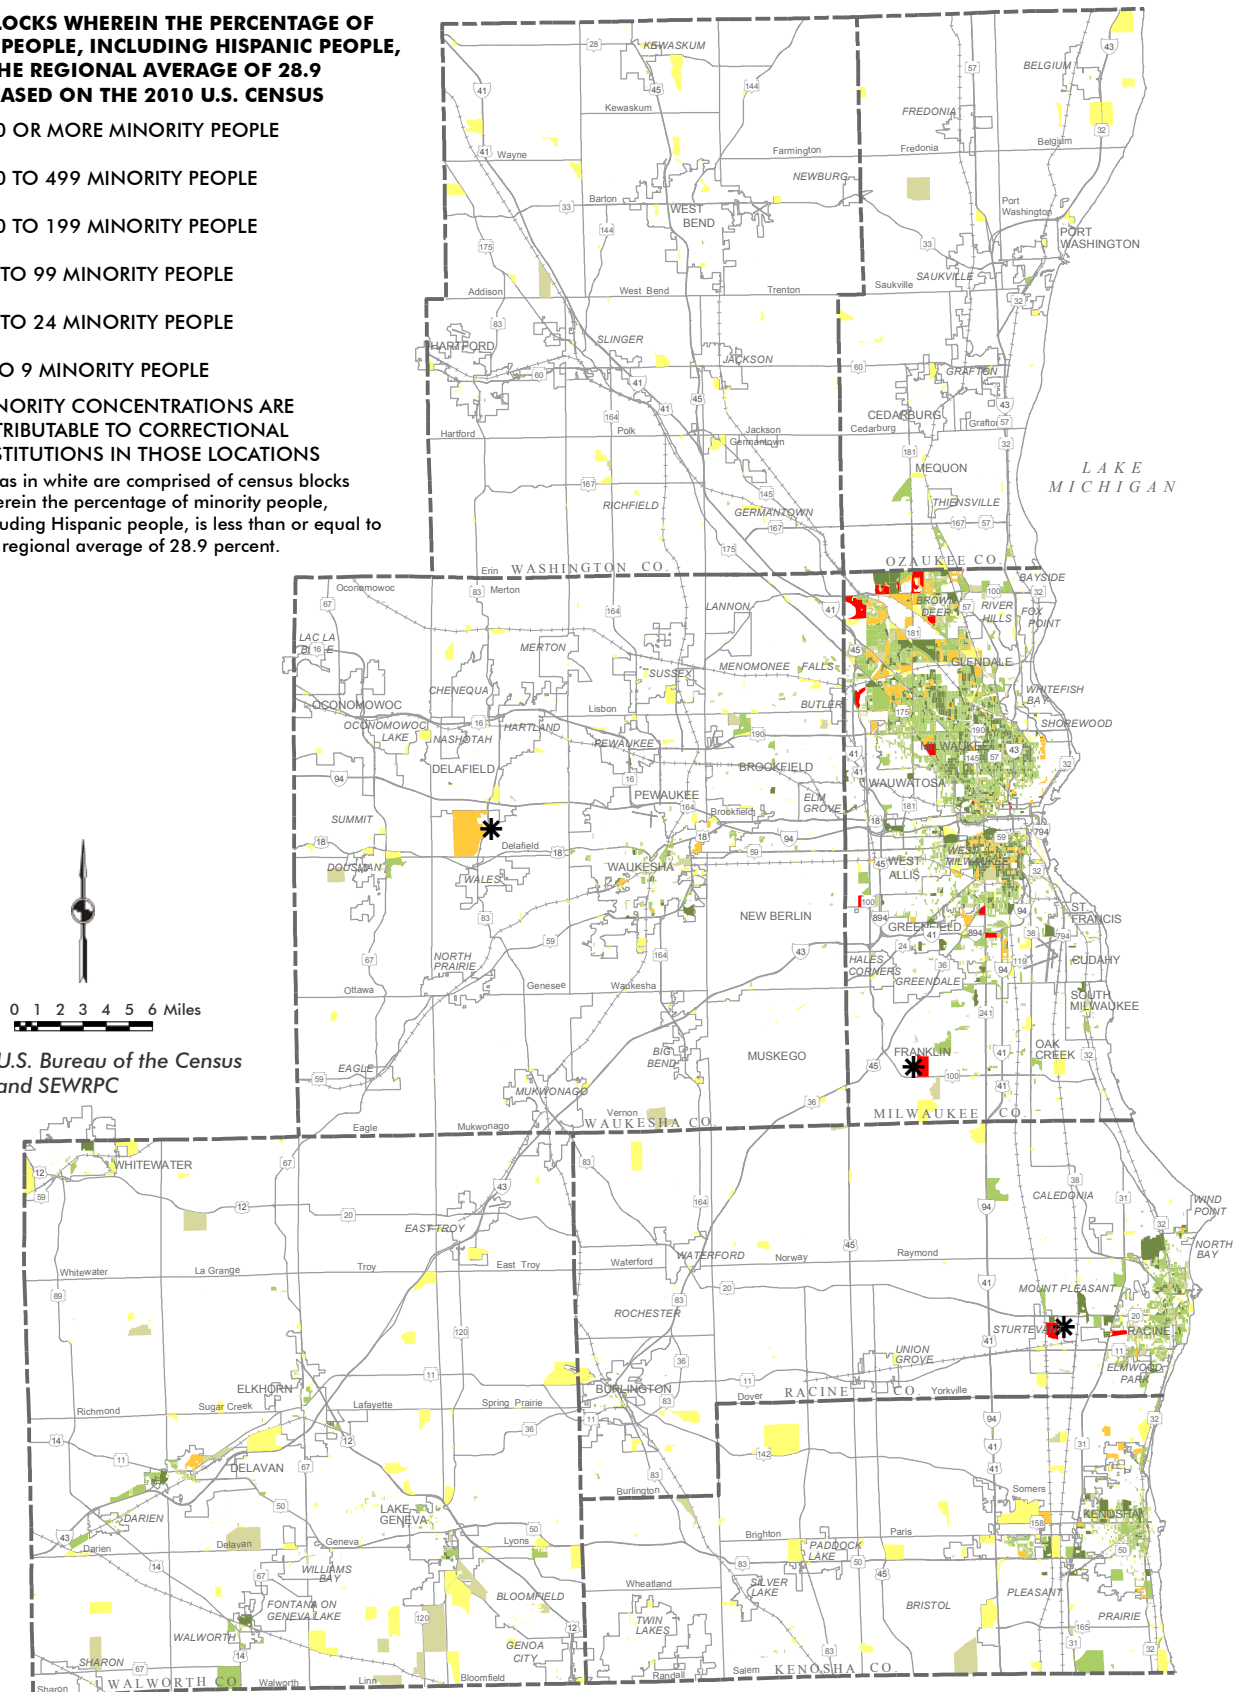 LOCKS WHEREIN THE PERCENTAGE OF
PEOPLE, INCLUDING HISPANIC PEOPLE,
HE REGIONAL AVERAGE OF 28.9
ASED ON THE 2010 U.S. CENSUS
0 OR MORE MINORITY PEOPLE
0 TO 499 MINORITY PEOPLE
0 TO 199 MINORITY PEOPLE
TO 99 MINORITY PEOPLE
TO 24 MINORITY PEOPLE
O 9 MINORITY PEOPLE
NORITY CONCENTRATIONS ARE
TRIBUTABLE TO CORRECTIONAL
STITUTIONS IN THOSE LOCATIONS
as in white are comprised of census blocks
erein the percentage of minority people,
uding Hispanic people, is less than or equal to
regional average of 28.9 percent.
0 1 2 3 4 5 6 Miles
U.S. Bureau of the Census
and SEWRPC
KEWASKUM
Kewaskum
Wayne
Farmington
Fredonia
Belgium
BELGIUM
FREDONIA
NEWBURG
Barton
WEST
BEND
Port
Washington
PORT
WASHINGTON
SAUKVILLE
Addison
West Bend
Trenton
Saukville
HARTFORD
SLINGER
JACKSON
GRAFTON
CEDARBURG
Hartford
Polk
Jackson
Germantown
Cedarburg
Grafton
MEQUON
LAKE
MICHIGAN
RICHFIELD
GERMANTOWN
THIENSVILLE
Erin
WASHINGTON CO.
OZAUKEE CO.
Oconomowoc
Merton
LANNON
BROWN
DEER
RIVER
HILLS
BAYSIDE
FOX
POINT
LAC LA
MERTON
SUSSEX
MENOMONEE FALLS
GLENDALE
CHENEQUA
OCONOMOWOC
OCONOMOWOC
LAKE
NASHOTAH
HARTLAND
Lisbon
BUTLER
WHITEFISH
BAY
SHOREWOOD
PEWAUKEE
DELAFIELD
BROOKFIELD
MILWAUKEE
WAUWATOSA
PEWAUKEE
Brookfield
ELM
GROVE
SUMMIT
Delafield
DOUSMAN
WALES
WAUKESHA
WEST
ALLIS
WEST
MILWAUKEE
NEW BERLIN
GREENFIELD
ST.
FRANCIS
CUDAHY
NORTH
PRAIRIE
HALES
CORNERS
GREENDALE
Ottawa
Genesee
Waukesha
SOUTH
MILWAUKEE
BIG
BEND
MUSKEGO
FRANKLIN
OAK
CREEK
EAGLE
MUKWONAGO
Vernon
Eagle
Mukwonago
WAUKESHA CO.
MILWAUKEE CO.
WHITEWATER
EAST TROY
CALEDONIA
WIND
POINT
NORTH
BAY
Whitewater
La Grange
Troy
East Troy
Waterford
WATERFORD
Norway
Raymond
ROCHESTER
MOUNT PLEASANT
STURTEVA
RACINE
UNION
GROVE
ELMWOOD
PARK
ELKHORN
BURLINGTON
Richmond
Sugar Creek
Lafayette
Spring Prairie
Dover
RACINE CO.
Yorkville
DELAVAN
DARIEN
LAKE
GENEVA
Burlington
Somers
KENOSHA
Darien
Delavan
Geneva
Lyons
Brighton
Paris
PADDOCK
LAKE
WILLIAMS
BAY
BLOOMFIELD
Wheatland
SILVER
LAKE
PLEASANT
PRAIRIE
BRISTOL
FONTANA ON
GENEVA LAKE
TWIN
LAKES
WALWORTH
GENOA
CITY
SHARON
Sharon
WALWORTH CO.
Walworth
Linn
Bloomfield
Randall
Salem
KENOSHA CO.